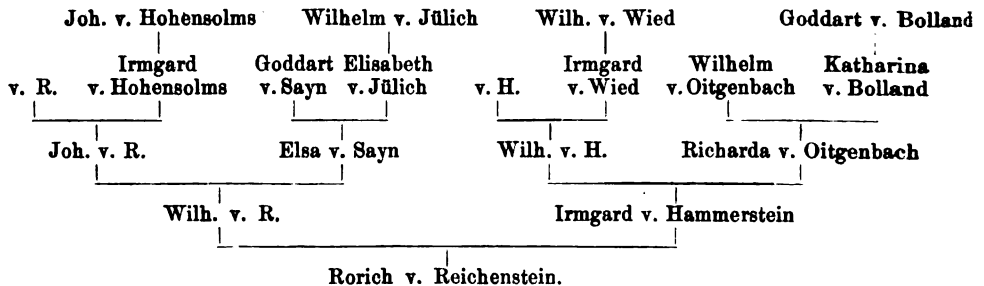 Joh. v. Hohensolms Wilhelm v. Jülich Wilh. v. Wied Goddart v. Bolland
Irmgard Goddart Elisabeth Irmgard Wilhelm Katharina
v. R. v. Hohensolms v. Sayn v. Jülich v. H. v. Wied v. Oitgenbach v. Bolland
Joh. v. R. Elsa v. Sayn Wilh. v. H. Richarda v. Oitgenbach
Wilh. v. R. Irmgard v. Hammerstein
Rorich v. Reichenstein.